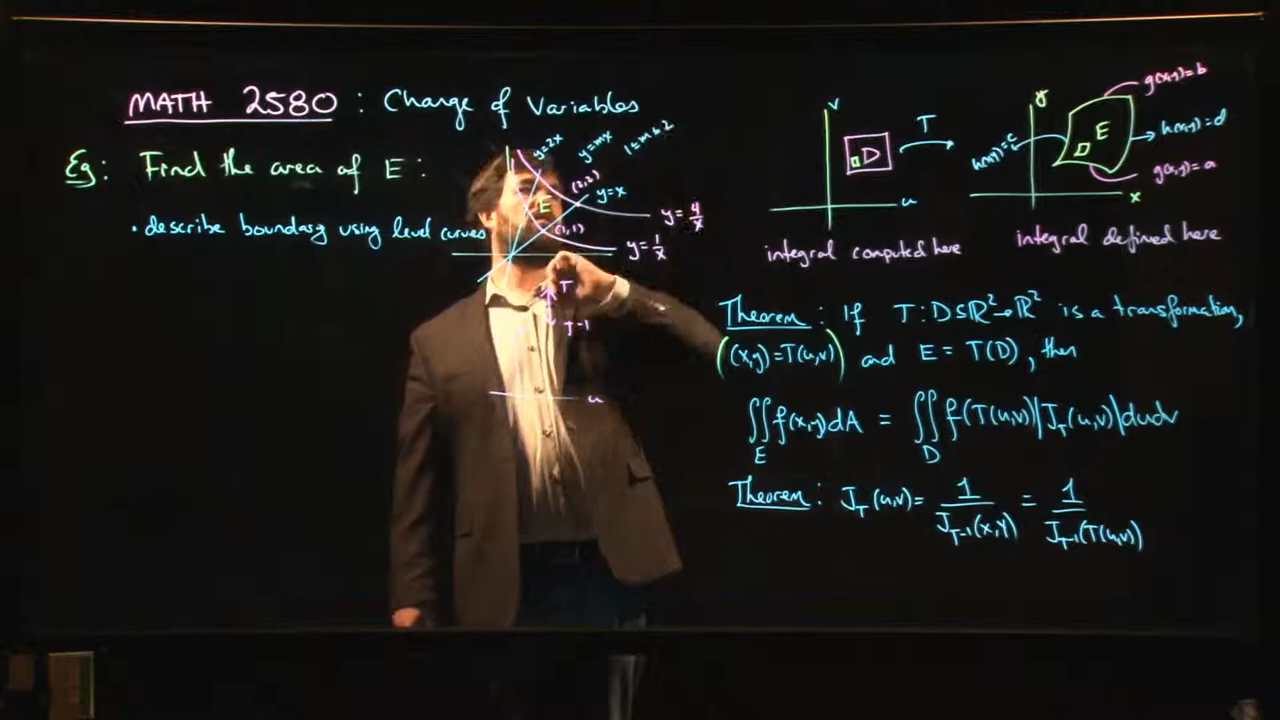 MATH 2580 : Change of Variables
Eg: Find the area of E :
• describe boundary using level curves
y=2x
y=mx
1≤m≤2
(2,2)
y=x
E
(1,1)
y=4/x
y=1/x
T
T-1
u
v
D
u
T
y
E
x
g(x,y)=b
h(x,y)=d
h(x,y)=c
g(x,y)=a
integral computed here
integral defined here
Theorem : If T : D⊆ℝ²→ℝ² is a transformation,
((x,y)=T(u,v)) and E = T(D), then
∬_E f(x,y)dA = ∬_D f(T(u,v))|J_T(u,v)|dudv
Theorem : J_T(u,v) = 1/J_T-1(x,y) = 1/J_T-1(T(u,v))